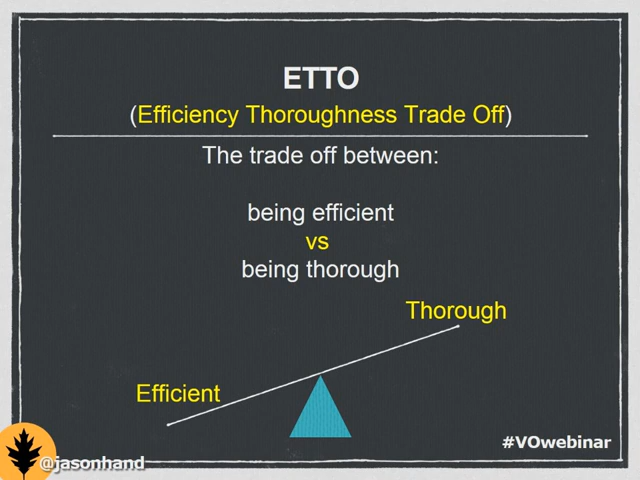 ETTO
(Efficiency Thoroughness Trade Off)
The trade off between:
being efficient
vs
being thorough
Thorough
Efficient
#VOwebinar
@jasonhand